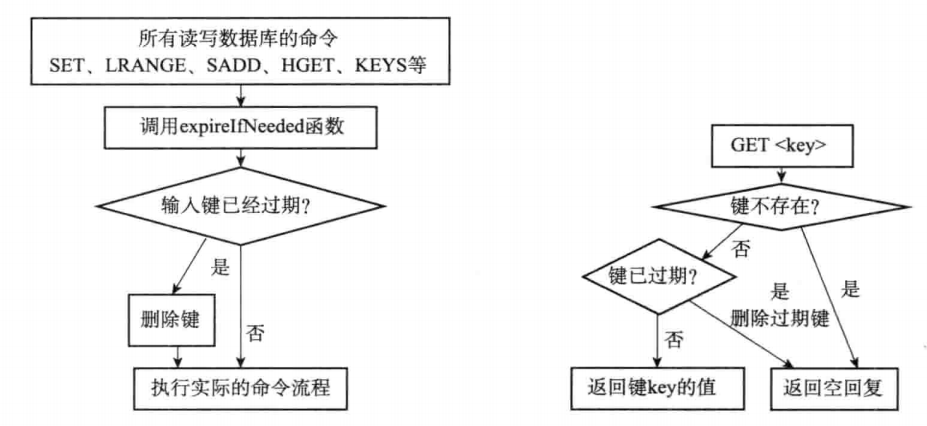 所有读写数据库的命令
SET、LRANGE、SADD、HGET、KEYS等
调用expireIfNeeded函数
输入键已经过期?
是
删除键
否
执行实际的命令流程
GET <key>
键不存在?
否
键已过期?
是
删除过期键
是
否
返回键key的值
返回空回复